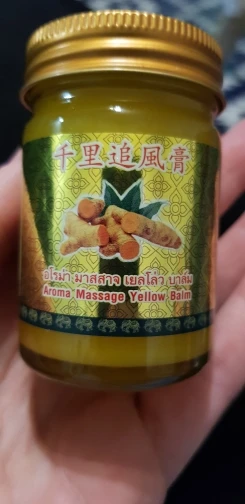 千里追風膏
อโรม่า มาสสาจ เยลโล่ว บาล์ม
Aroma Massage Yellow Balm